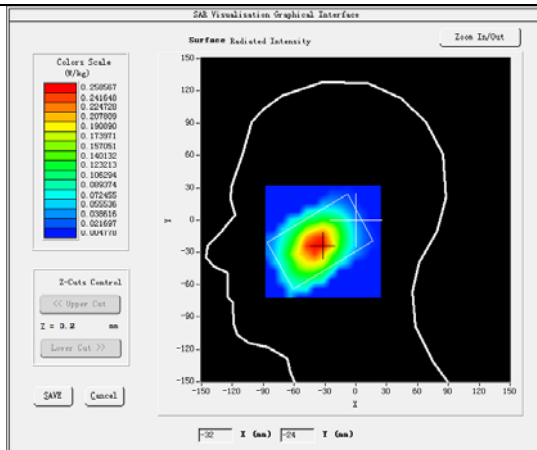 SAR Visualisation Graphical Interface
Surface Radiated Intensity
Zoom In/Out
Colors Scale
(W/kg)
0.258567
0.241648
0.224728
0.207809
0.190890
0.173971
0.157051
0.140132
0.123213
0.106294
0.089374
0.072455
0.055536
0.038616
0.021697
0.004778
Z-Cuts Control
<< Upper Cut
Z = 3.2 mm
Lower Cut >>
SAVE Cancel
150
120
90
60
30
0
-30
-60
-90
-120
-150
Y
-150 -120 -90 -60 -30 0 30 60 90 120 150
X
-32 X (mm) -24 Y (mm)